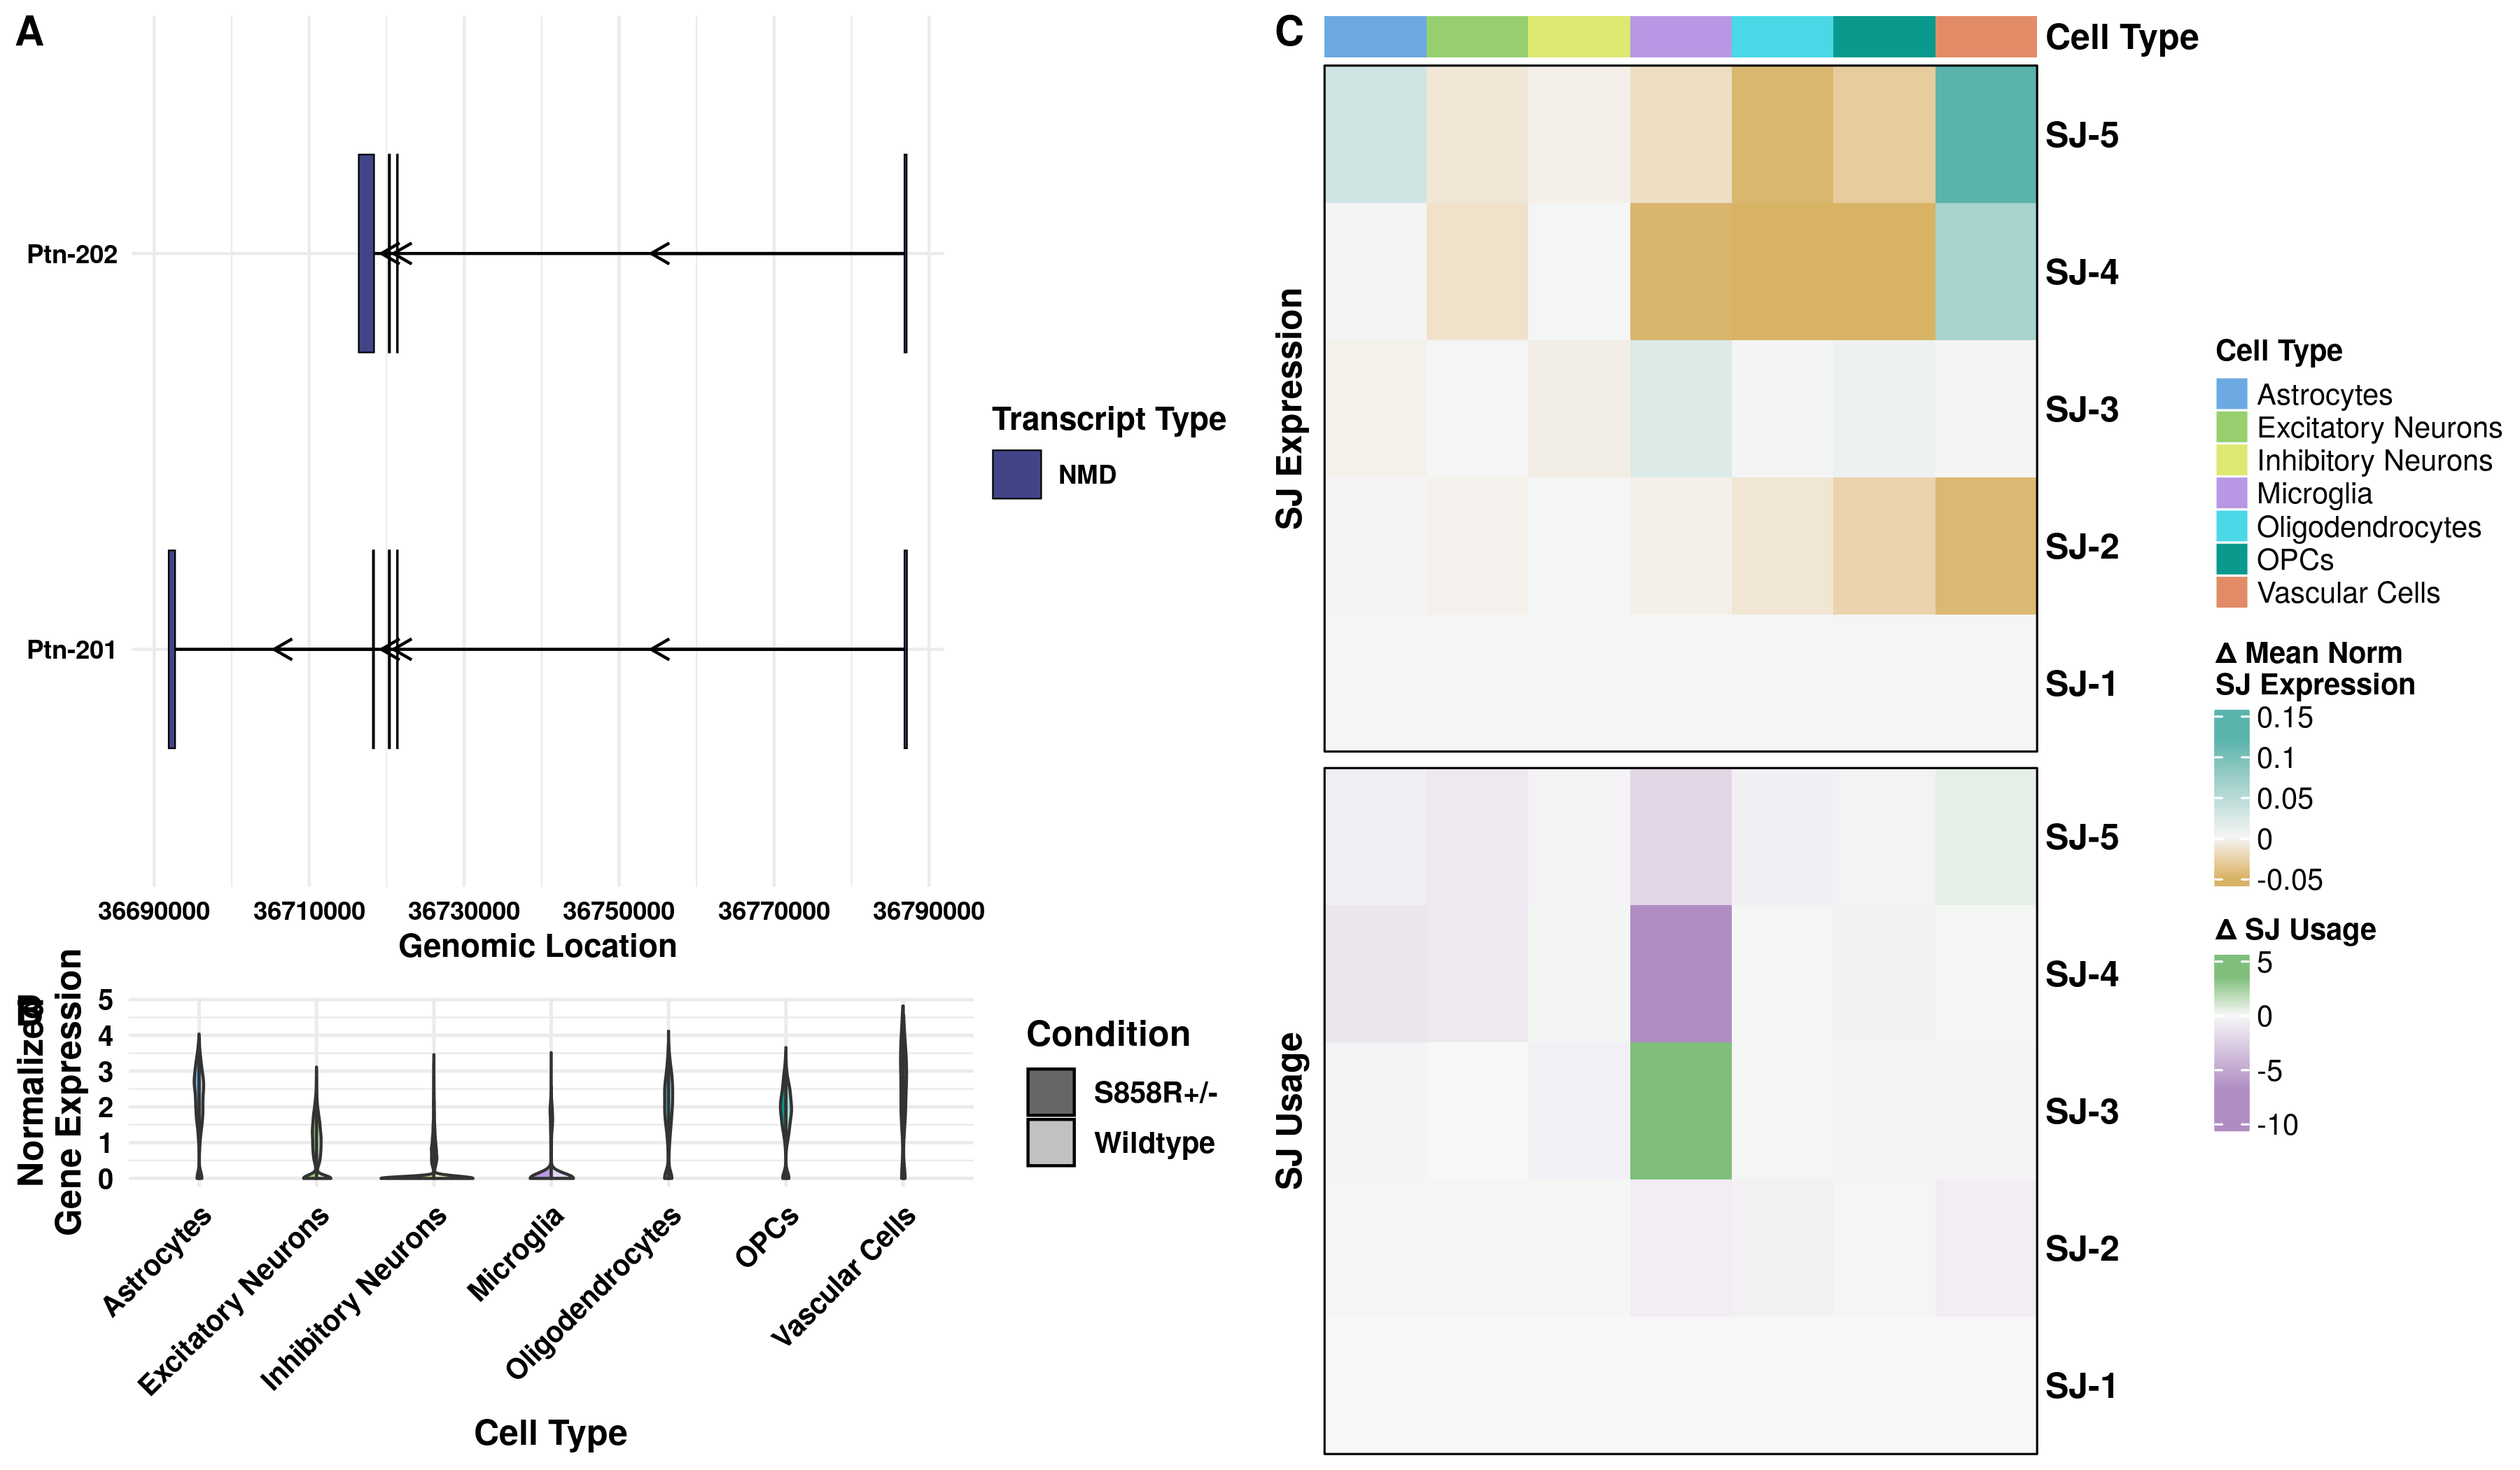 A
Ptn-202
Ptn-201
36690000 36710000 36730000 36750000 36770000 36790000
Genomic Location
Transcript Type
NMD
Normalized
Gene Expression
5
4
3
2
1
0
Astrocytes
Excitatory Neurons
Inhibitory Neurons
Microglia
Oligodendrocytes
OPCs
Vascular Cells
Cell Type
Condition
S858R+/-
Wildtype
C
Cell Type
SJ Expression
SJ-5
SJ-4
SJ-3
SJ-2
SJ-1
SJ Usage
SJ-5
SJ-4
SJ-3
SJ-2
SJ-1
Cell Type
Astrocytes
Excitatory Neurons
Inhibitory Neurons
Microglia
Oligodendrocytes
OPCs
Vascular Cells
Δ Mean Norm
SJ Expression
0.15
0.1
0.05
0
-0.05
Δ SJ Usage
5
0
-5
-10